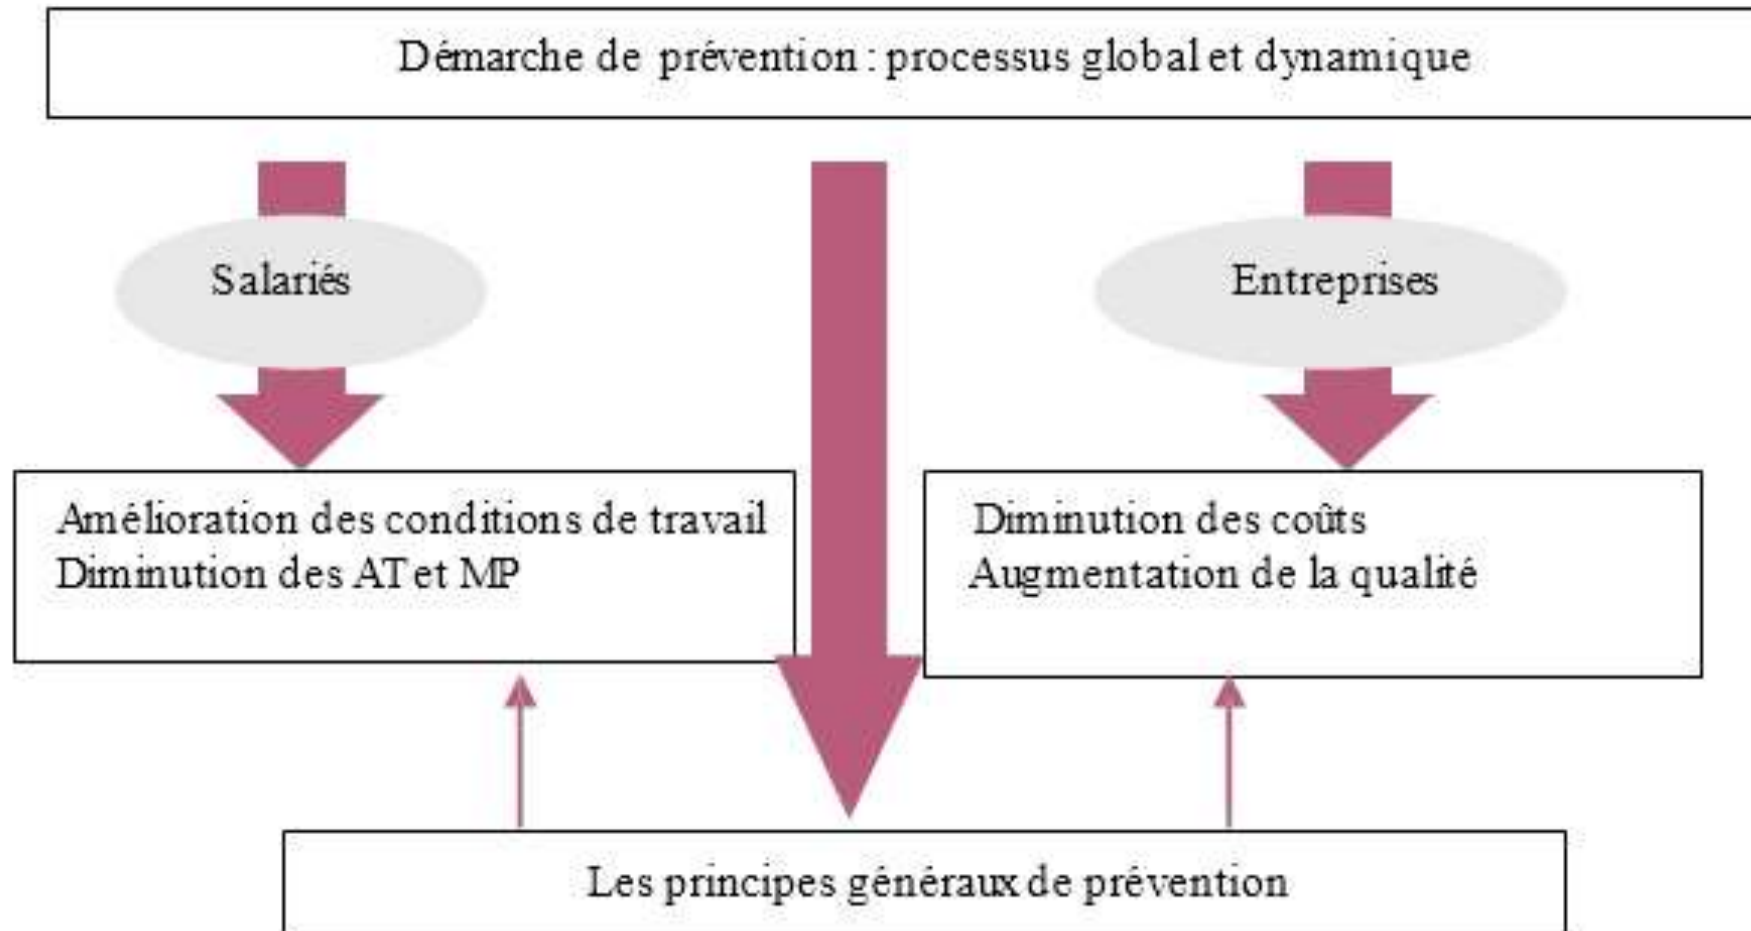 Démarche de prévention : processus global et dynamique
Salariés
Entreprises
Amélioration des conditions de travail
Diminution des AT et MP
Diminution des coûts
Augmentation de la qualité
Les principes généraux de prévention